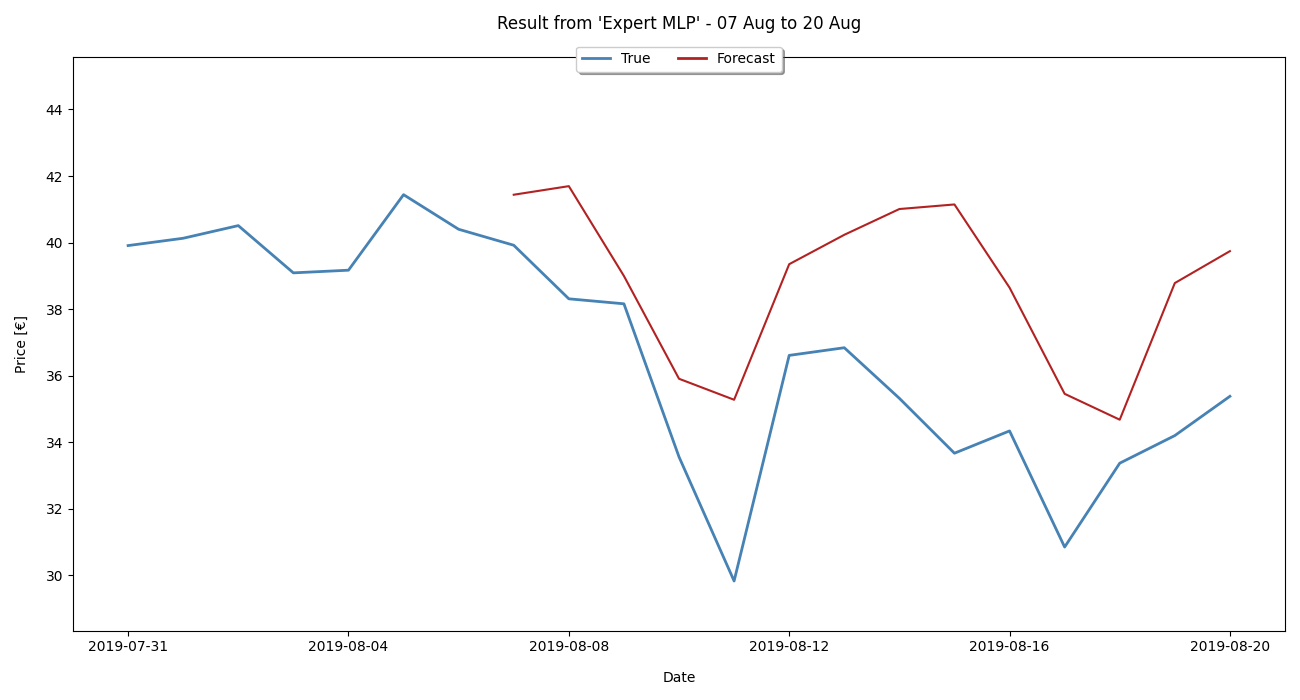 Result from 'Expert MLP' - 07 Aug to 20 Aug
True Forecast
44
42
40
38
36
34
32
30
Price [€]
2019-07-31 2019-08-04 2019-08-08 2019-08-12 2019-08-16 2019-08-20
Date